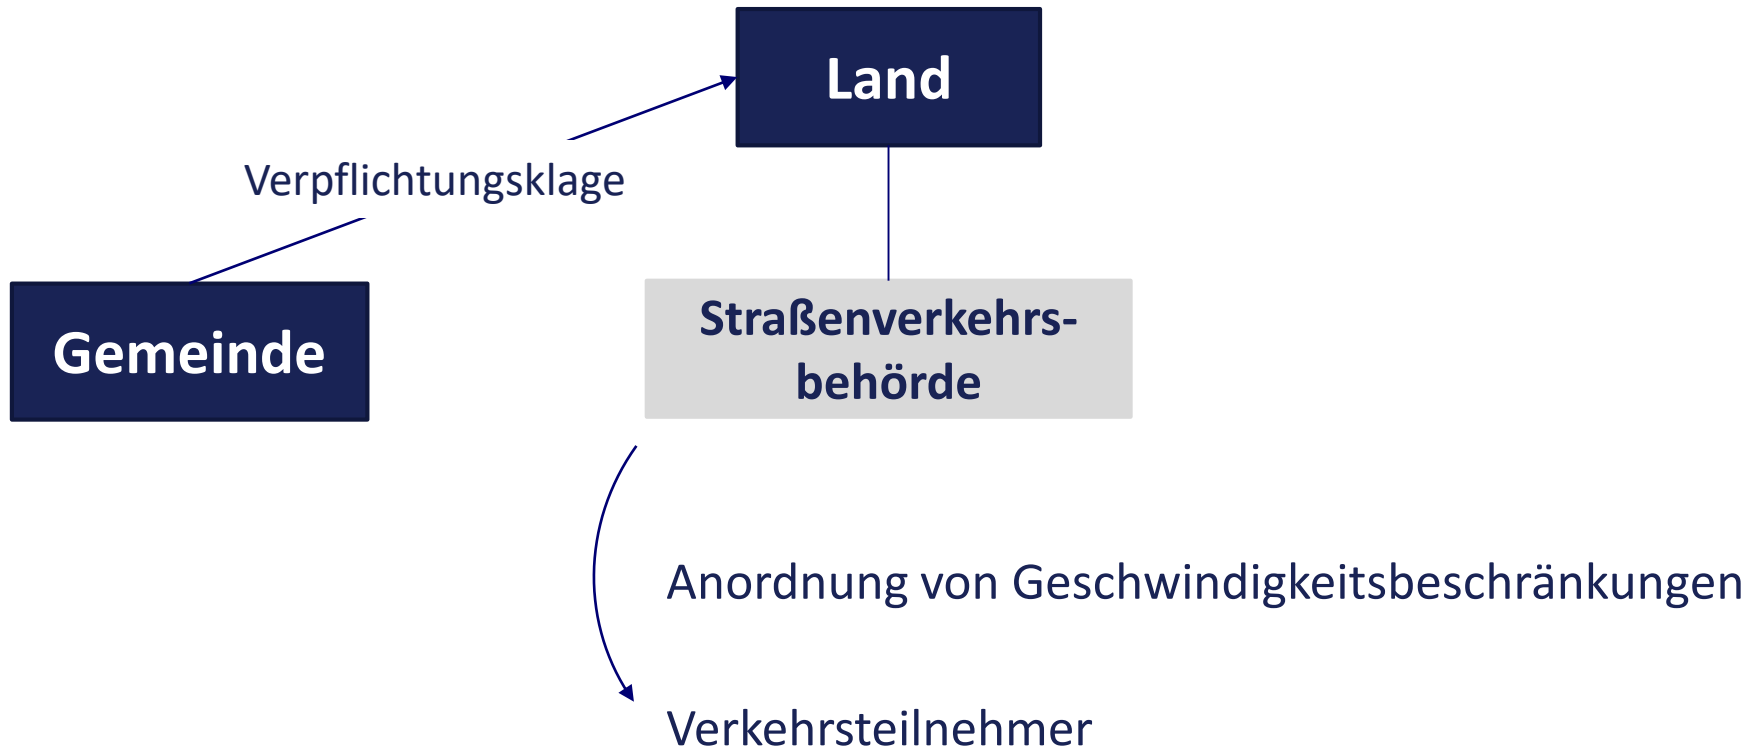 Land
Verpflichtungsklage
Gemeinde
Straßenverkehrs-
behörde
Anordnung von Geschwindigkeitsbeschränkungen
Verkehrsteilnehmer